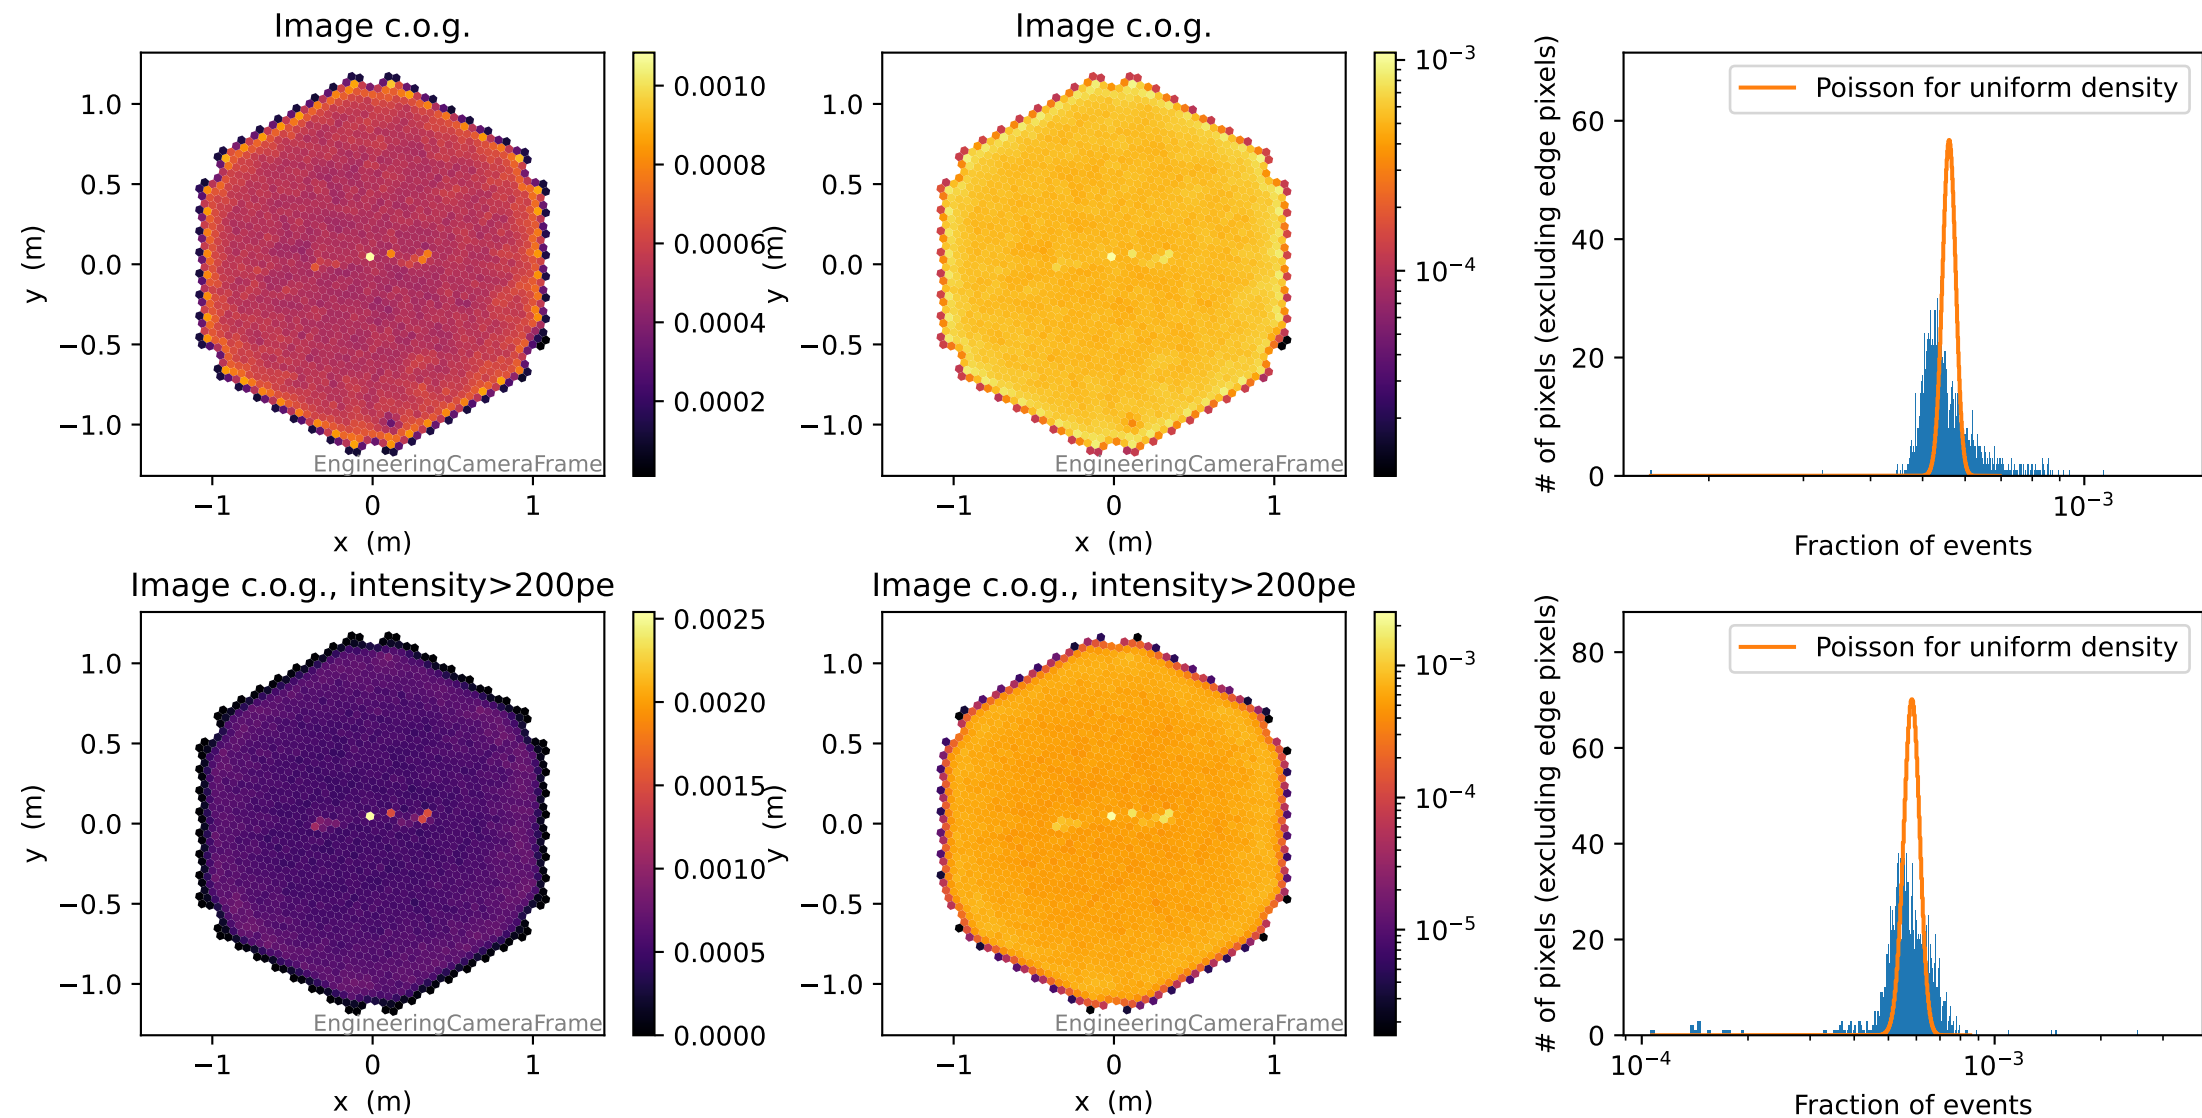 Image c.o.g.
1.0
0.5
0.0
−0.5
−1.0
y (m)
−1 0 1
x (m)
EngineeringCameraFrame
0.0010
0.0008
0.0006
0.0004
0.0002
Image c.o.g.
1.0
0.5
0.0
−0.5
−1.0
y (m)
−1 0 1
x (m)
EngineeringCameraFrame
10⁻³
10⁻⁴
# of pixels (excluding edge pixels)
60
40
20
0
Poisson for uniform density
10⁻³
Fraction of events
Image c.o.g., intensity>200pe
1.0
0.5
0.0
−0.5
−1.0
y (m)
−1 0 1
x (m)
EngineeringCameraFrame
0.0025
0.0020
0.0015
0.0010
0.0005
0.0000
Image c.o.g., intensity>200pe
1.0
0.5
0.0
−0.5
−1.0
y (m)
−1 0 1
x (m)
EngineeringCameraFrame
10⁻³
10⁻⁴
10⁻⁵
# of pixels (excluding edge pixels)
80
60
40
20
0
Poisson for uniform density
10⁻⁴ 10⁻³
Fraction of events